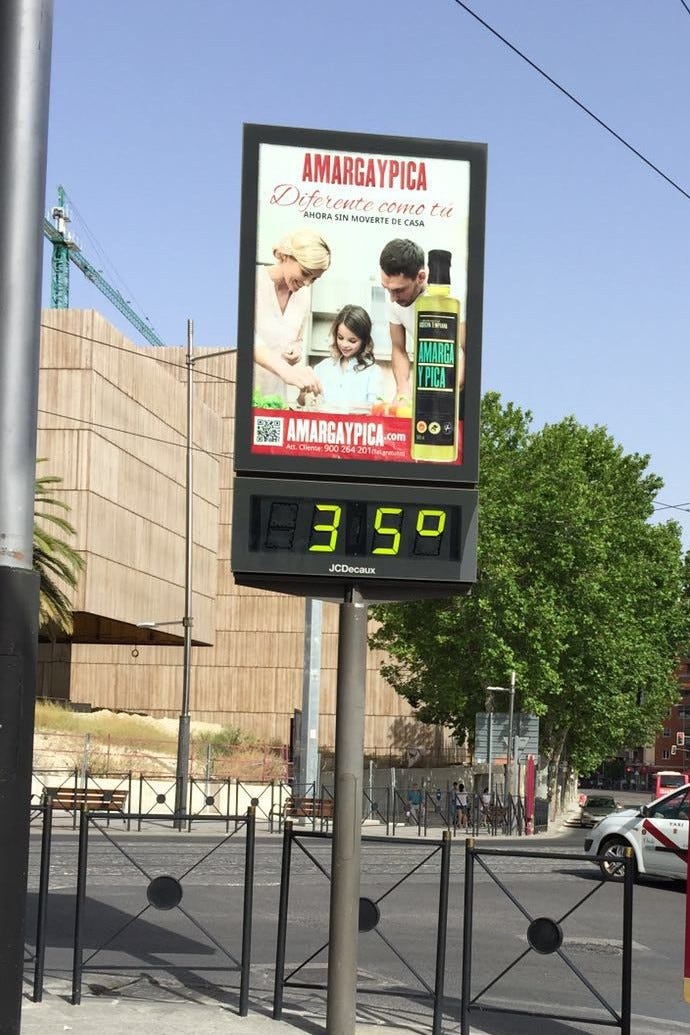 AMARGAYPICA
Diferente como tú
AHORA SIN MOVERTE DE CASA
AMARGA
Y PICA
AMARGAYPICA.com
Att. Cliente: 900 264 201
35º
JCDecaux
TAXI